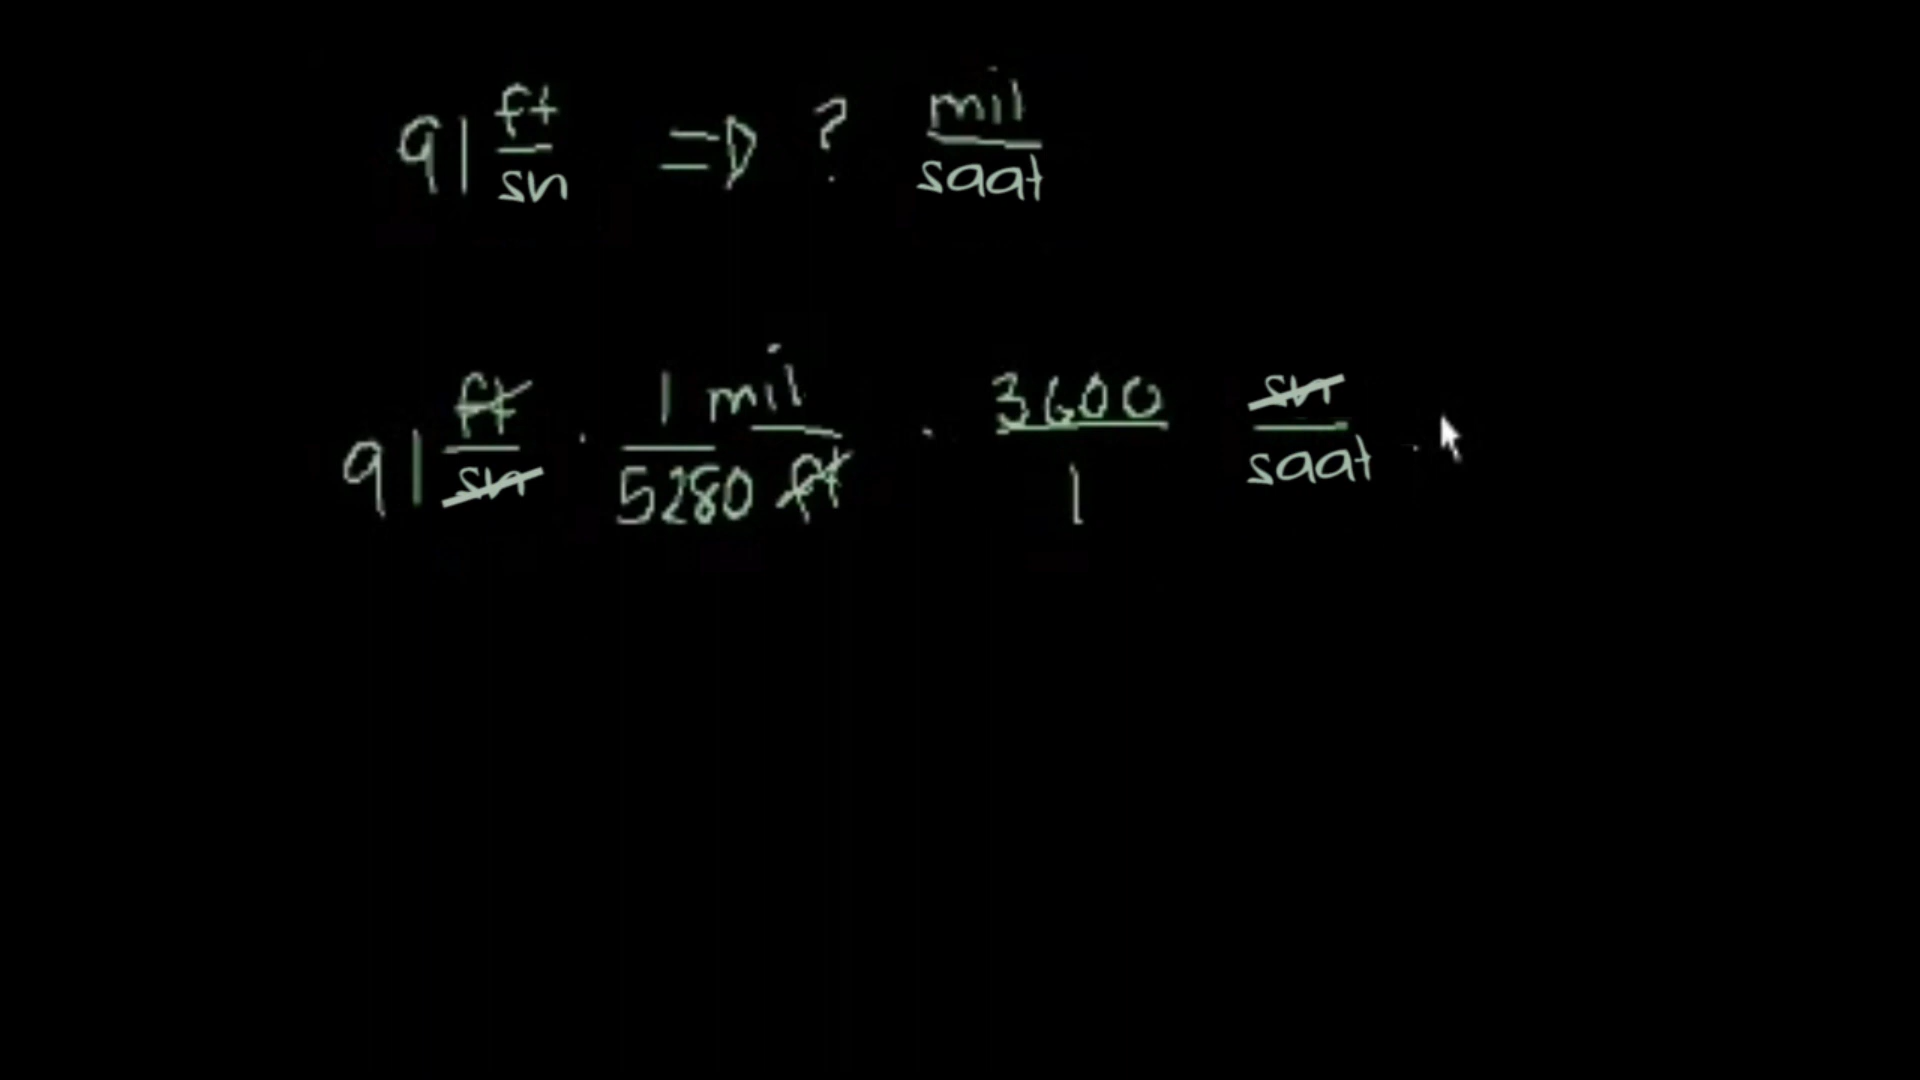 91 ft/sn => ? mil/saat
91 ft/sn . 1 mil/5280 ft . 3600/1 sn/saat .